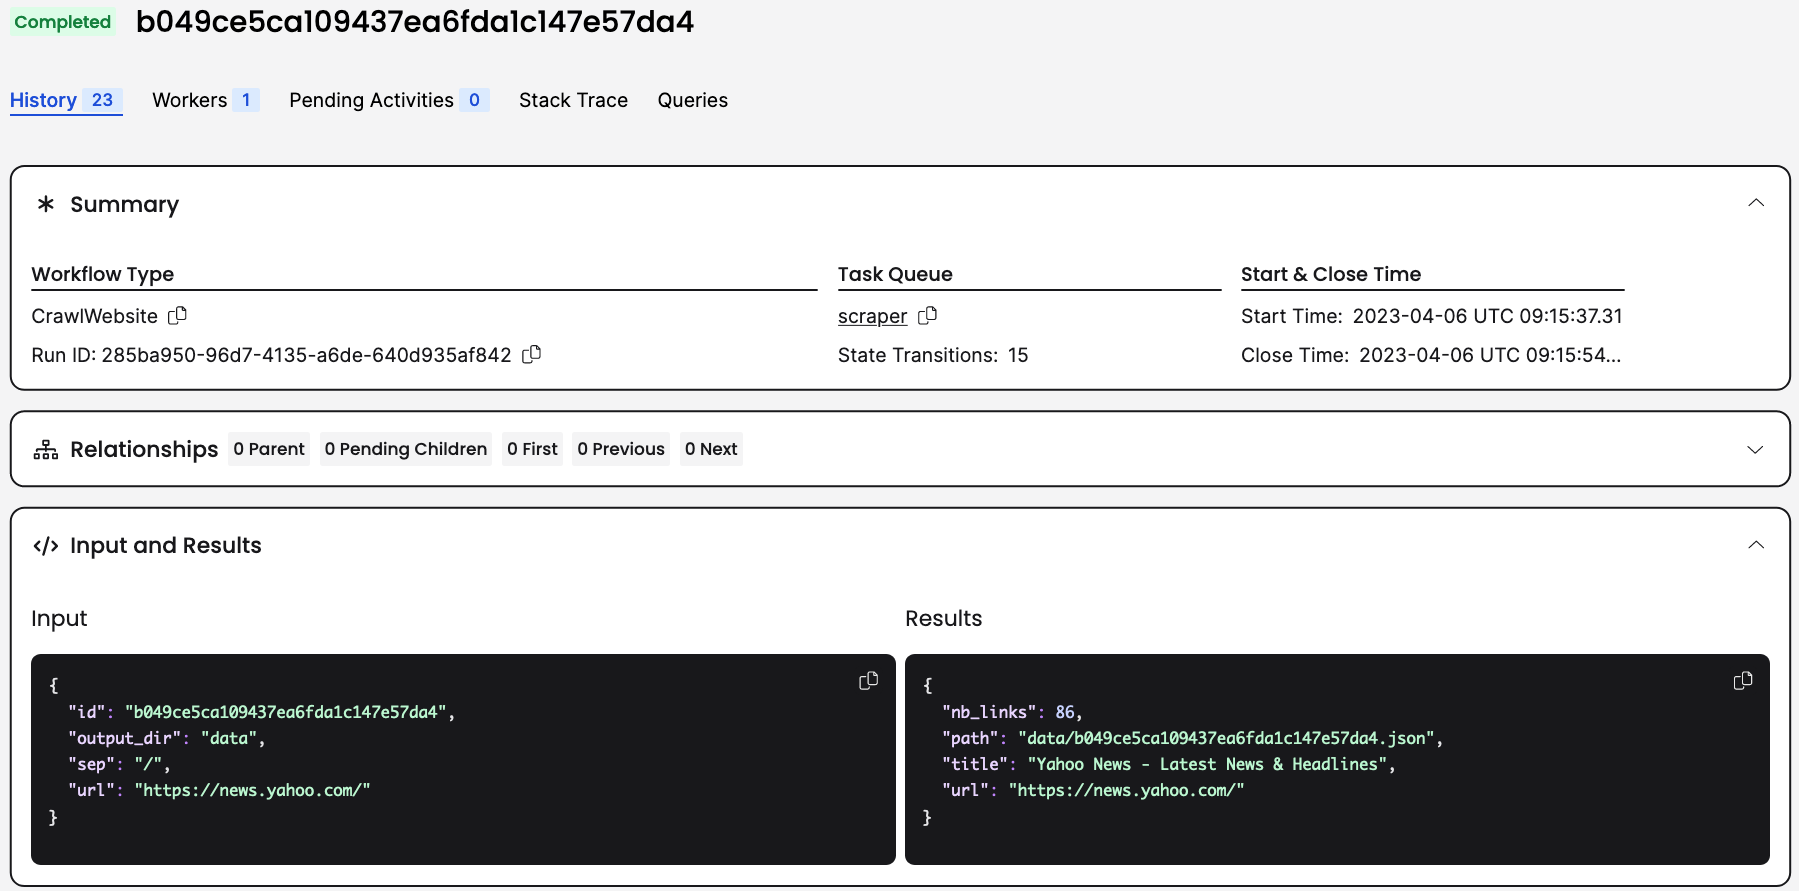 Completed b049ce5ca109437ea6fda1c147e57da4
History 23 Workers 1 Pending Activities 0 Stack Trace Queries
Summary
Workflow Type Task Queue Start & Close Time
CrawlWebsite scraper Start Time: 2023-04-06 UTC 09:15:37.31
Run ID: 285ba950-96d7-4135-a6de-640d935af842 State Transitions: 15 Close Time: 2023-04-06 UTC 09:15:54...
Relationships 0 Parent 0 Pending Children 0 First 0 Previous 0 Next
</> Input and Results
Input
{
"id": "b049ce5ca109437ea6fda1c147e57da4",
"output_dir": "data",
"sep": "/",
"url": "https://news.yahoo.com/"
}
Results
{
"nb_links": 86,
"path": "data/b049ce5ca109437ea6fda1c147e57da4.json",
"title": "Yahoo News - Latest News & Headlines",
"url": "https://news.yahoo.com/"
}